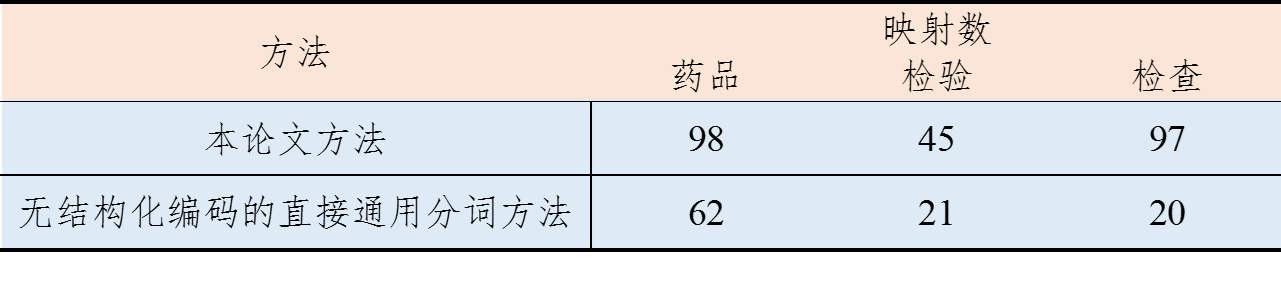 方法
映射数
药品 检验 检查
本论文方法 98 45 97
无结构化编码的直接通用分词方法 62 21 20